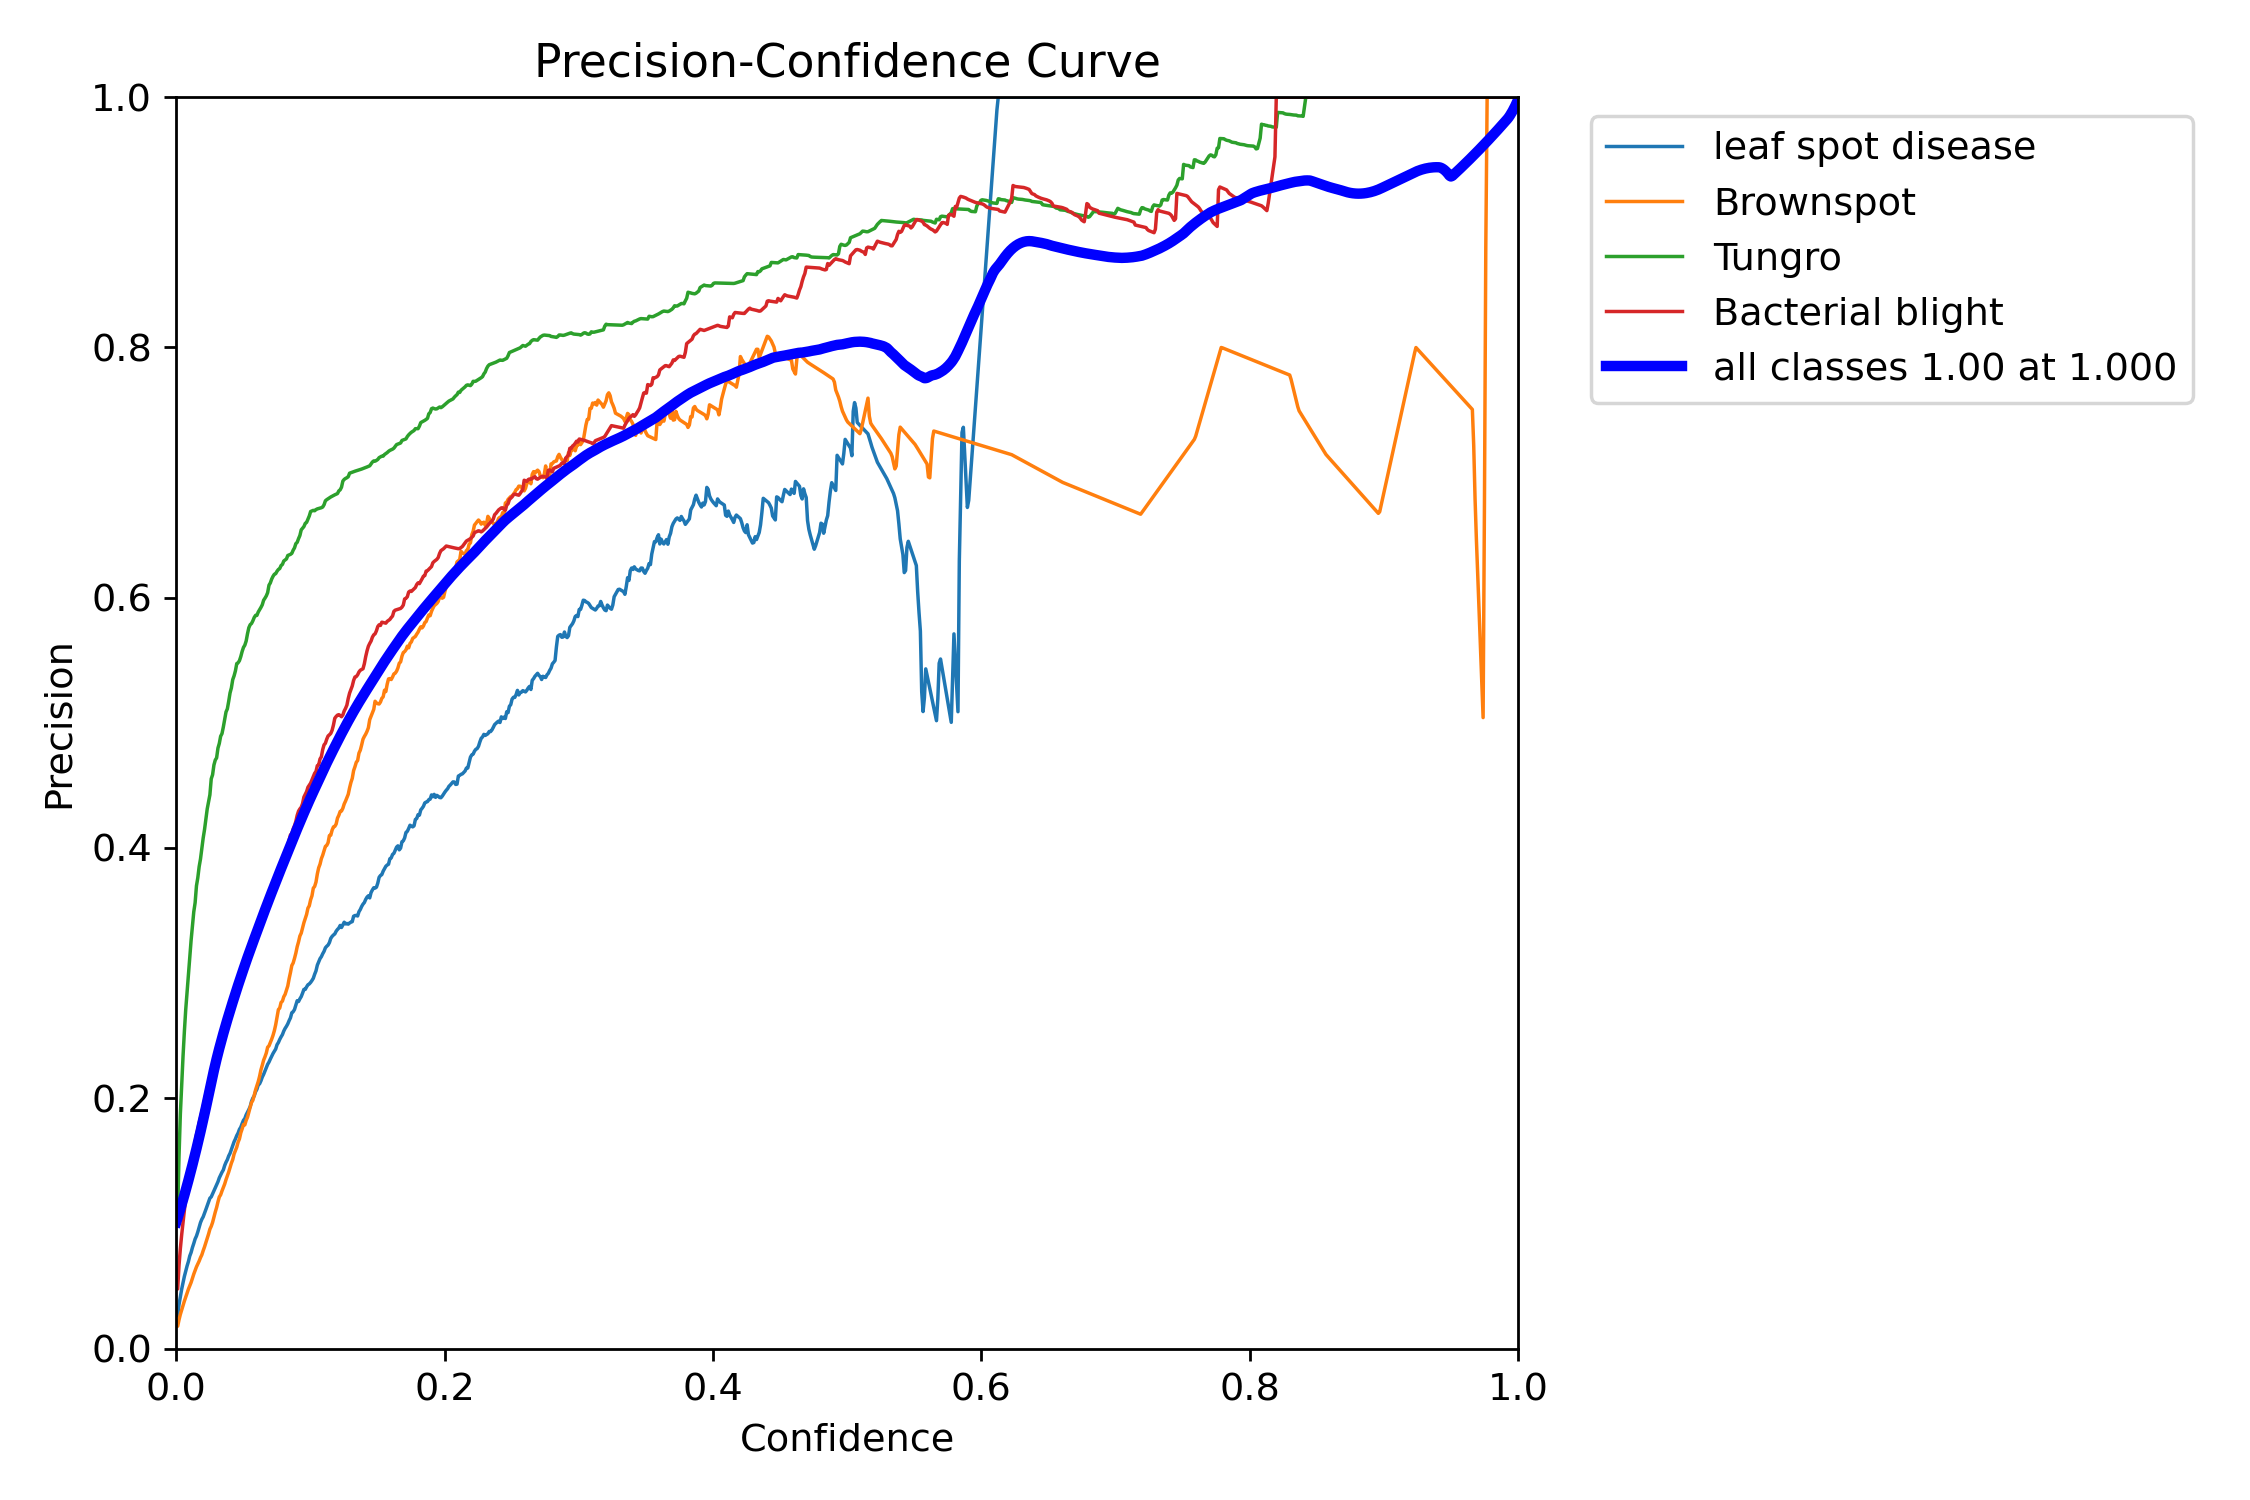 Precision-Confidence Curve
1.0
0.8
0.6
0.4
0.2
0.0
Precision
0.0 0.2 0.4 0.6 0.8 1.0
Confidence
leaf spot disease
Brownspot
Tungro
Bacterial blight
all classes 1.00 at 1.000